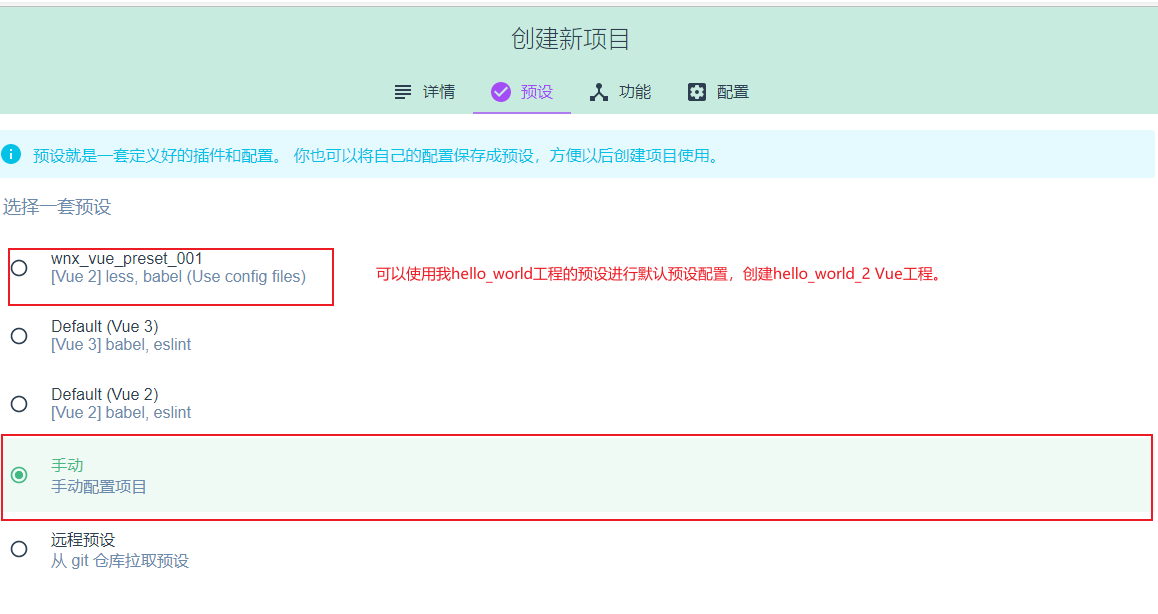 创建新项目
详情 预设 功能 配置
预设就是一套定义好的插件和配置。 你也可以将自己的配置保存成预设，方便以后创建项目使用。
选择一套预设
wnx_vue_preset_001
[Vue 2] less, babel (Use config files)
可以使用我hello_world工程的预设进行默认预设配置，创建hello_world_2 Vue工程。
Default (Vue 3)
[Vue 3] babel, eslint
Default (Vue 2)
[Vue 2] babel, eslint
手动
手动配置项目
远程预设
从 git 仓库拉取预设